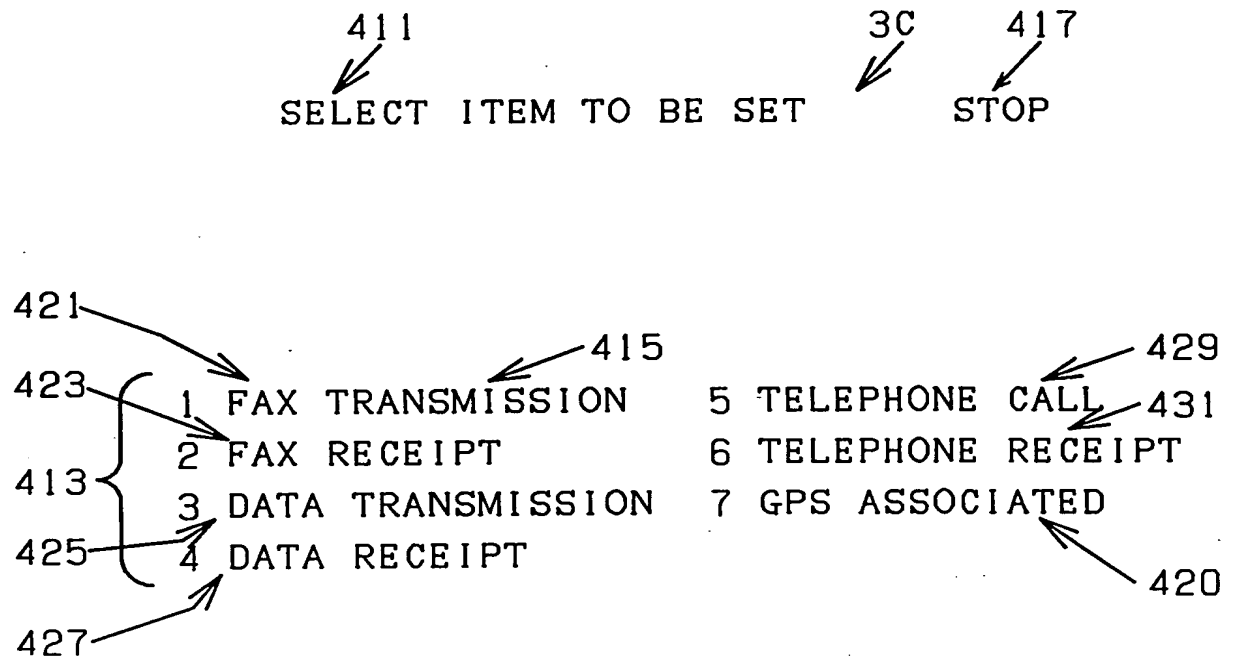 411 3C 417
SELECT ITEM TO BE SET STOP
421
415 429
423 1 FAX TRANSMISSION 5 TELEPHONE CALL 431
2 FAX RECEIPT 6 TELEPHONE RECEIPT
413
3 DATA TRANSMISSION 7 GPS ASSOCIATED
425 4 DATA RECEIPT
420
427